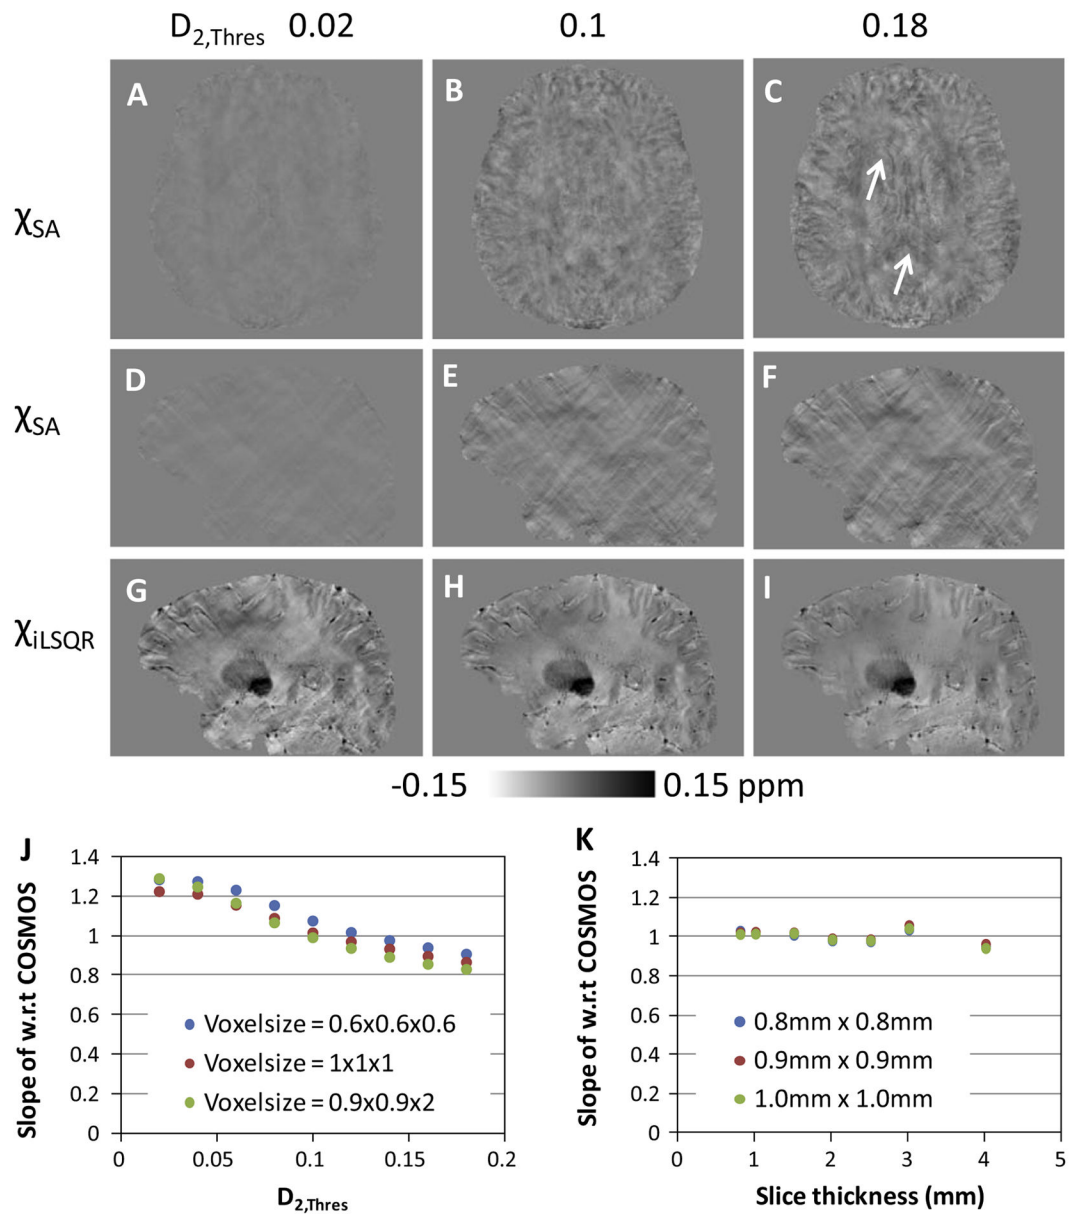 D2,Thres 0.02 0.1 0.18
A B C
χSA
D E F
χSA
G H I
χiLSQR
-0.15 0.15 ppm
J
Slope of w.r.t COSMOS
1.4
1.2
1
0.8
0.6
0.4
0.2
0
Voxelsize = 0.6x0.6x0.6
Voxelsize = 1x1x1
Voxelsize = 0.9x0.9x2
0 0.05 0.1 0.15 0.2
D2,Thres
K
Slope of w.r.t COSMOS
1.4
1.2
1
0.8
0.6
0.4
0.2
0
0.8mm x 0.8mm
0.9mm x 0.9mm
1.0mm x 1.0mm
0 1 2 3 4 5
Slice thickness (mm)